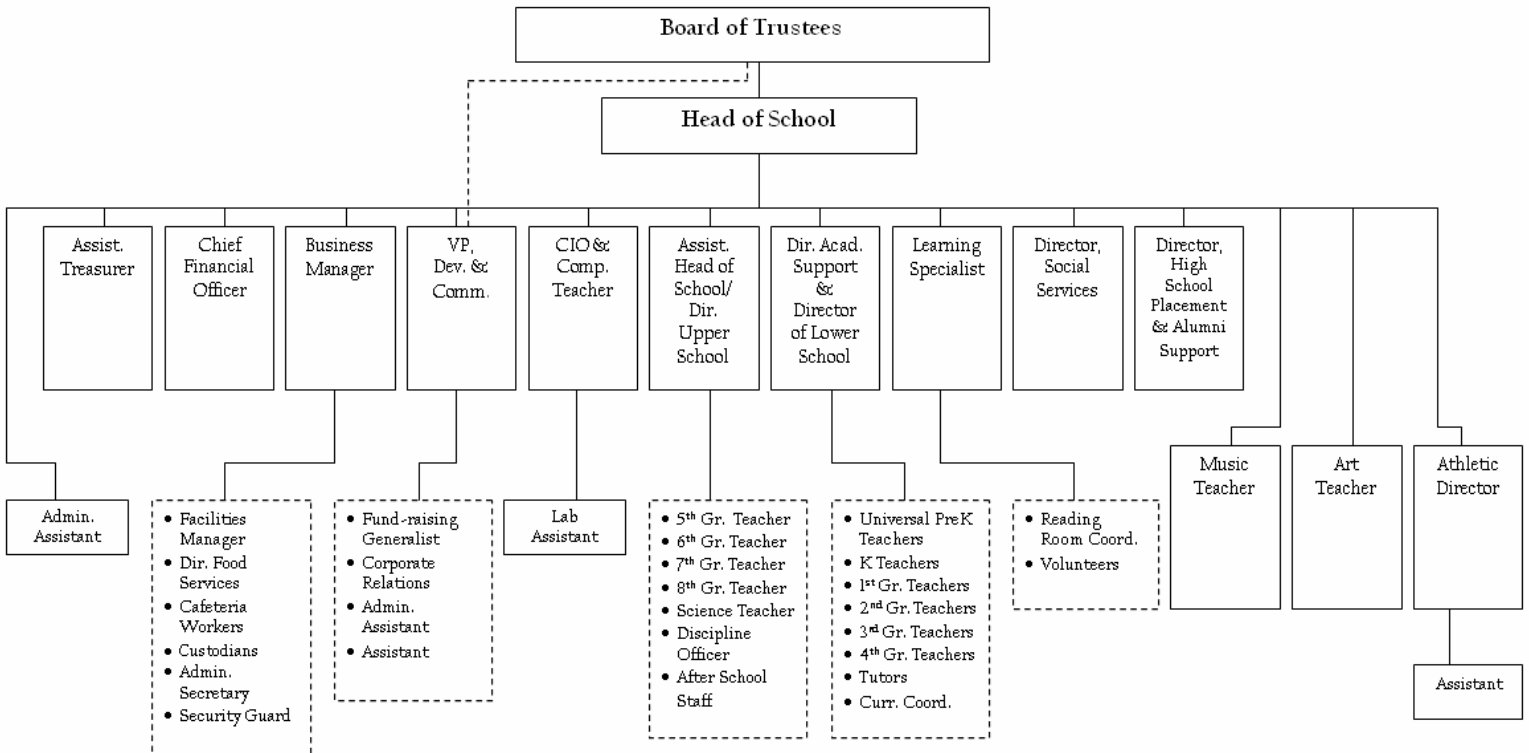 Board of Trustees
Head of School
Assist.
Treasurer
Chief
Financial
Officer
Business
Manager
VP,
Dev. &
Comm.
CIO &
Comp.
Teacher
Assist.
Head of
School/
Dir.
Upper
School
Dir. Acad.
Support
&
Director
of Lower
School
Learning
Specialist
Director,
Social
Services
Director,
High
School
Placement
& Alumni
Support
Music
Teacher
Art
Teacher
Athletic
Director
Admin.
Assistant
• Facilities
Manager
• Dir. Food
Services
• Cafeteria
Workers
• Custodians
• Admin.
Secretary
• Security Guard
• Fund-raising
Generalist
• Corporate
Relations
• Admin.
Assistant
• Assistant
Lab
Assistant
• 5th Gr. Teacher
• 6th Gr. Teacher
• 7th Gr. Teacher
• 8th Gr. Teacher
• Science Teacher
• Discipline
Officer
• After School
Staff
• Universal PreK
Teachers
• K Teachers
• 1st Gr. Teachers
• 2nd Gr. Teachers
• 3rd Gr. Teachers
• 4th Gr. Teachers
• Tutors
• Curr. Coord.
• Reading
Room Coord.
• Volunteers
Assistant